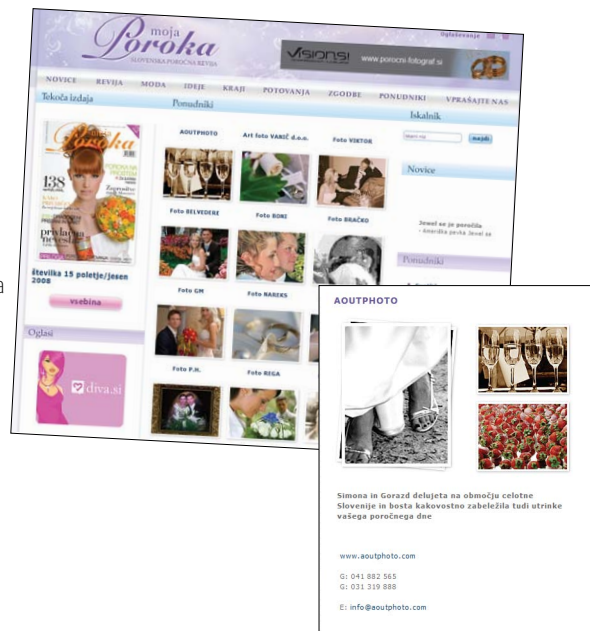 moja
Poroka
SLOVENSKA POROČNA REVIJA
Oglaševanje
VISIONS!
www.porocni-fotograf.si
NOVICE REVIJA MODA IDEJE KRAJI POTOVANJA ZGODBE PONUDNIKI VPRAŠAJTE NAS
Tekoča izdaja
Ponudniki
Iskalnik
najdi
Poroka
138
številka 15 poletje/jesen
2008
vsebina
Oglasi
diva.si
AOUTPHOTO
Art foto VARIČ d.o.o.
Foto VIKTOR
Foto BELVEDERE
Foto BONI
Foto BRAČKO
Foto GM
Foto NAREKS
Foto P.H.
Foto REGA
Novice
Jewel se je poročila
- Ameriška pevka Jewel se
Ponudniki
a
AOUTPHOTO
Simona in Gorazd delujeta na območju celotne
Slovenije in bosta kakovostno zabeležila tudi utrinke
vašega poročnega dne
www.aoutphoto.com
G: 041 882 565
G: 031 319 888
E: info@aoutphoto.com